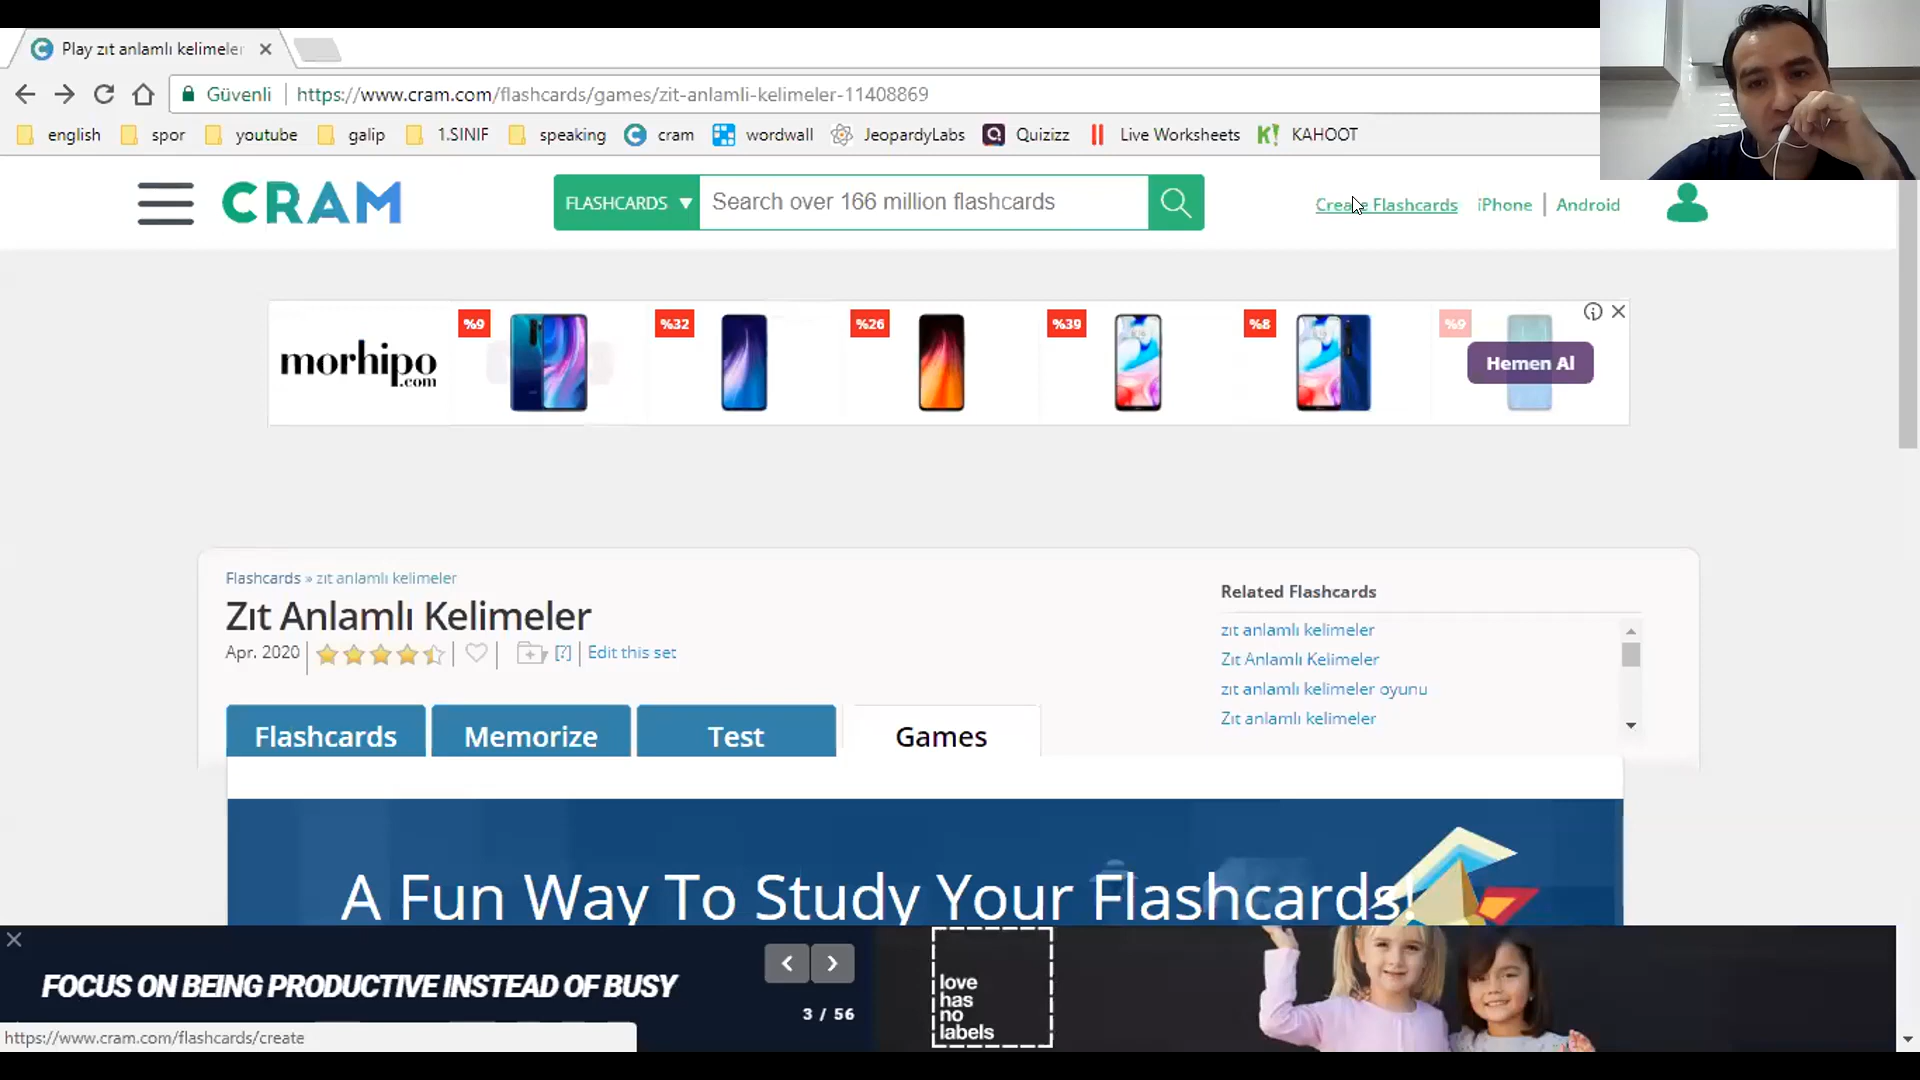 Play zıt anlamlı kelimeler
Güvenli
https://www.cram.com/flashcards/games/zit-anlamli-kelimeler-11408869
english spor youtube galip 1.SINIF speaking cram wordwall JeopardyLabs Quizizz Live Worksheets K! KAHOOT
CRAM
FLASHCARDS
Search over 166 million flashcards
Create Flashcards iPhone | Android
morhipo
.com
%9 %32 %26 %39 %8 %9
Hemen Al
Flashcards » zıt anlamlı kelimeler
Zıt Anlamlı Kelimeler
Apr. 2020 [?] Edit this set
Related Flashcards
zıt anlamlı kelimeler
Zıt Anlamlı Kelimeler
zıt anlamlı kelimeler oyunu
Zıt anlamlı kelimeler
Flashcards Memorize Test Games
A Fun Way To Study Your Flashcards!
FOCUS ON BEING PRODUCTIVE INSTEAD OF BUSY
3 / 56
love
has
no
labels
https://www.cram.com/flashcards/create